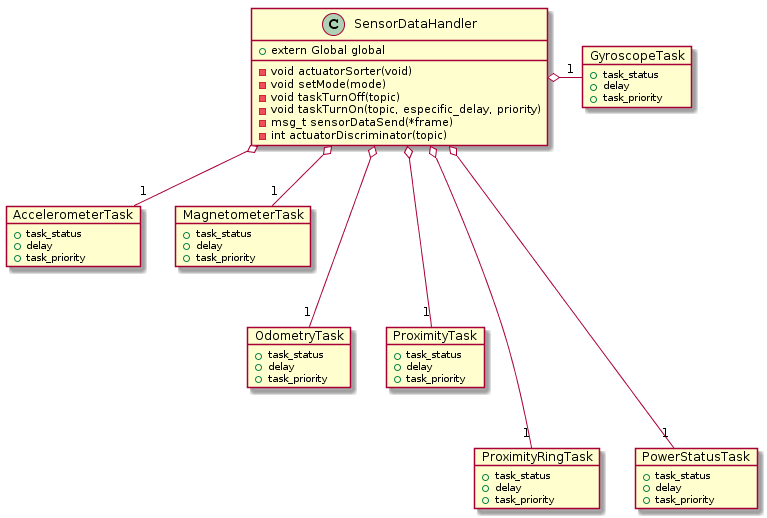 C SensorDataHandler
extern Global global
void actuatorSorter(void)
void setMode(mode)
void taskTurnOff(topic)
void taskTurnOn(topic, especific_delay, priority)
msg_t sensorDataSend(*frame)
int actuatorDiscriminator(topic)
1
GyroscopeTask
task_status
delay
task_priority
1
AccelerometerTask
task_status
delay
task_priority
1
MagnetometerTask
task_status
delay
task_priority
1
OdometryTask
task_status
delay
task_priority
1
ProximityTask
task_status
delay
task_priority
1
ProximityRingTask
task_status
delay
task_priority
1
PowerStatusTask
task_status
delay
task_priority